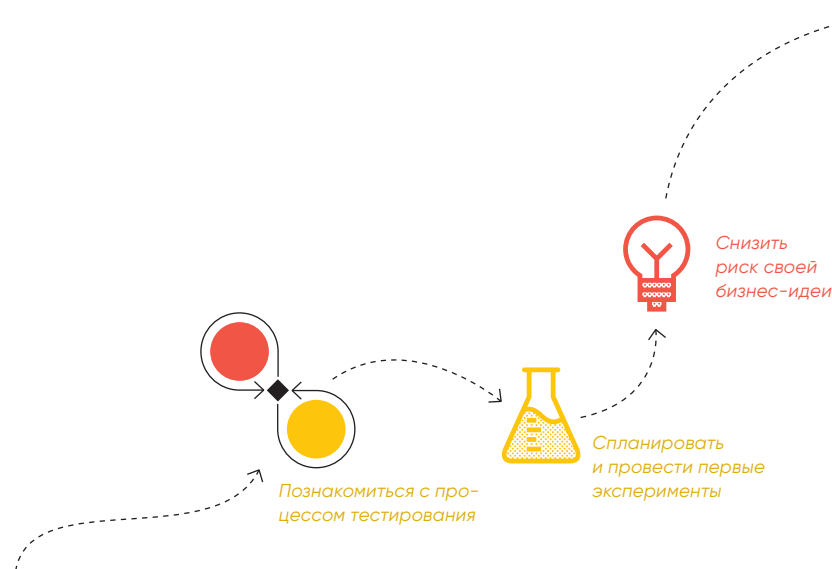 Снизить
риск своей
бизнес-идеи
Спланировать
и провести первые
эксперименты
Познакомиться с про-
цессом тестирования